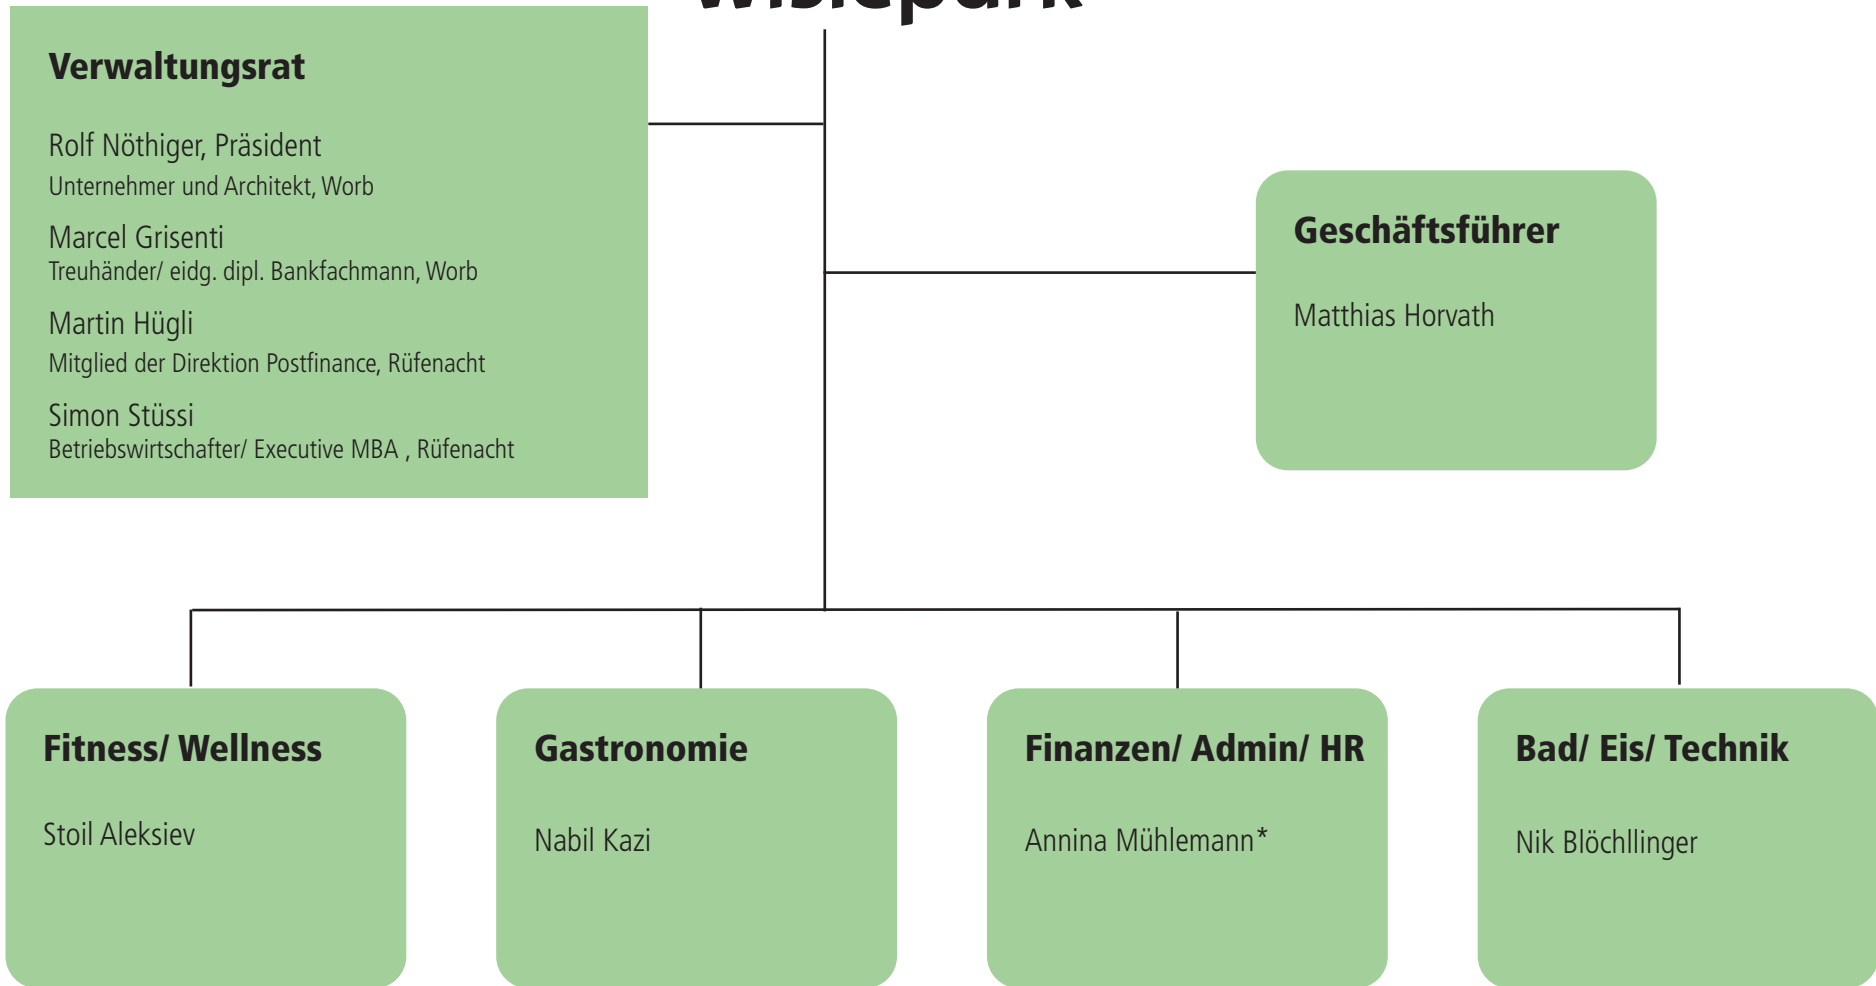 wislepark
Verwaltungsrat
Rolf Nöthiger, Präsident
Unternehmer und Architekt, Worb
Marcel Grisenti
Treuhänder/ eidg. dipl. Bankfachmann, Worb
Martin Hügli
Mitglied der Direktion Postfinance, Rüfenacht
Simon Stüssi
Betriebswirtschafter/ Executive MBA , Rüfenacht
Geschäftsführer
Matthias Horvath
Fitness/ Wellness
Stoil Aleksiev
Gastronomie
Nabil Kazi
Finanzen/ Admin/ HR
Annina Mühlemann*
Bad/ Eis/ Technik
Nik Blöchllinger